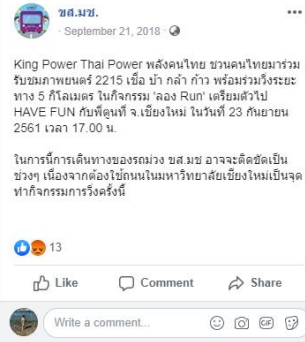 ขส.มช.
September 21, 2018
King Power Thai Power พลังคนไทย ชวนคนไทยมาร่วม
รับชมภาพยนตร์ 2215 เชื่อ บ้า กล้า ก้าว พร้อมร่วมวิ่งระยะ
ทาง 5 กิโลเมตร ในกิจกรรม 'ลอง Run' เตรียมตัวไป
HAVE FUN กับพี่ตูนที่ จ.เชียงใหม่ ในวันที่ 23 กันยายน
2561 เวลา 17.00 น.
ในการนี้การเดินทางของรถม่วง ขส.มช อาจจะติดขัดเป็น
ช่วงๆ เนื่องจากต้องใช้ถนนในมหาวิทยาลัยเชียงใหม่เป็นจุด
ทำกิจกรรมการวิ่งครั้งนี้
13
Like Comment Share
Write a comment...
GIF